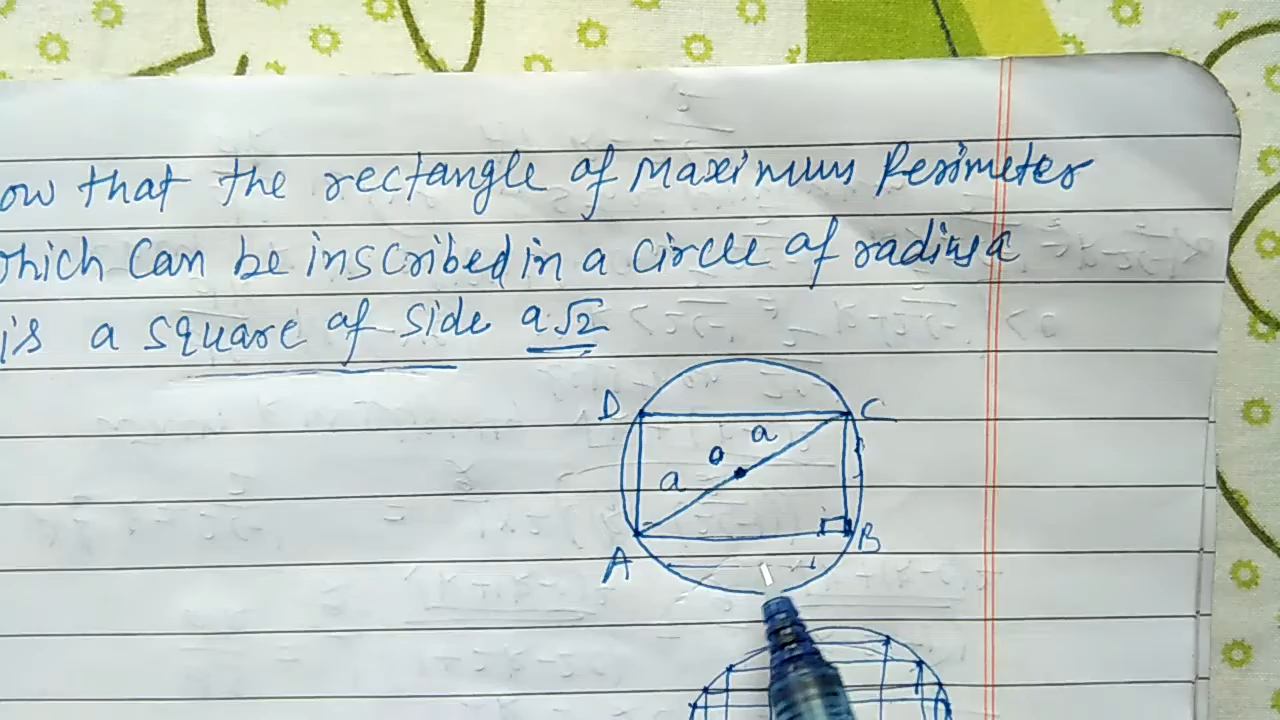 ow that the rectangle of Maximum Perimeter
which Can be inscribed in a Circle of radius a
is a square of side a√2
D C
a
o
a
A B